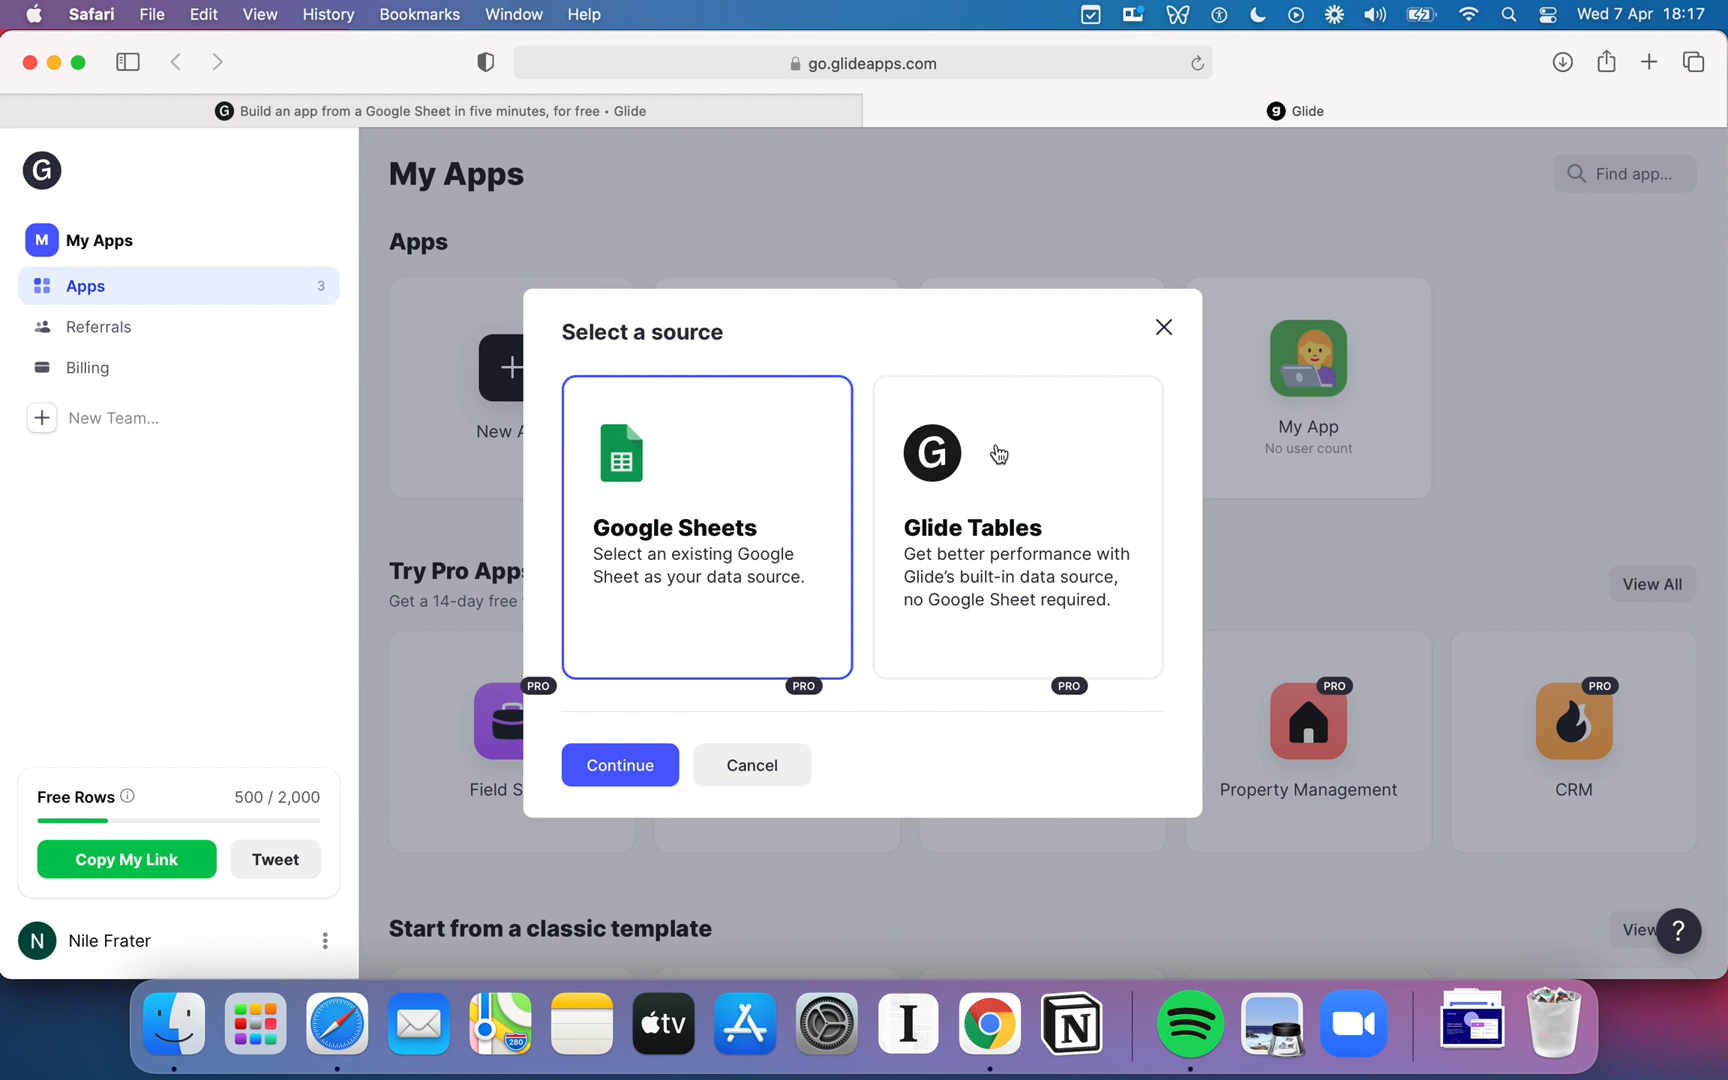 Safari File Edit View History Bookmarks Window Help Wed 7 Apr 18:17
go.glideapps.com
G Build an app from a Google Sheet in five minutes, for free • Glide
g Glide
G
M My Apps
Apps 3
Referrals
Billing
New Team...
Free Rows 500 / 2,000
Copy My Link Tweet
N Nile Frater
My Apps
Find app...
Apps
New A
My App
No user count
Try Pro Apps
Get a 14-day free
View All
PRO PRO PRO PRO PRO
Field S
Property Management
CRM
Start from a classic template
View
?
Select a source
Google Sheets
Select an existing Google
Sheet as your data source.
G
Glide Tables
Get better performance with
Glide's built-in data source,
no Google Sheet required.
Continue Cancel
280
tv